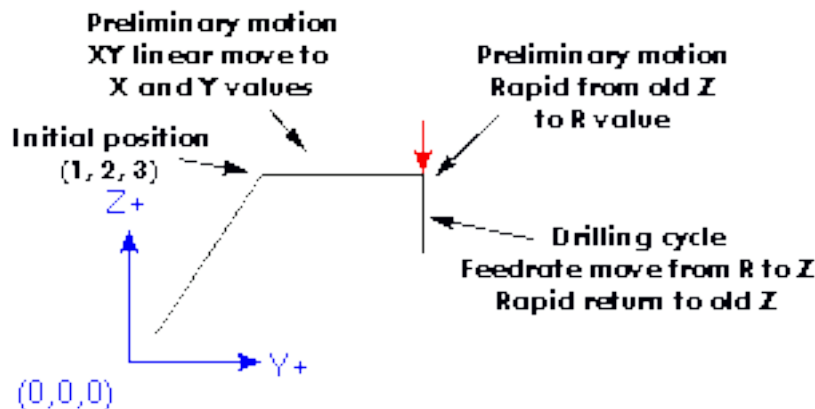 Preliminary motion
XY linear move to
X and Y values
Preliminary motion
Rapid from old Z
to R value
Initial position
(1, 2, 3)
Z+
Drilling cycle
Feedrate move from R to Z
Rapid return to old Z
Y+
(0,0,0)